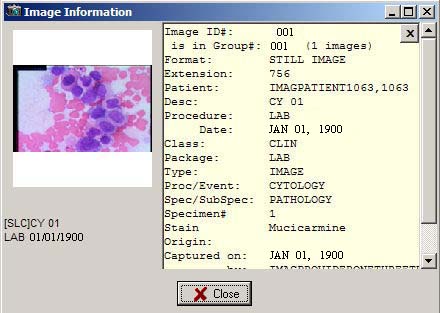 Image Information
Image ID#: 001
is in Group#: 001 (1 images)
Format: STILL IMAGE
Extension: 756
Patient: IMAGPATIENT1063,1063
Desc: CY 01
Procedure: LAB
Date: JAN 01, 1900
Class: CLIN
Package: LAB
Type: IMAGE
Proc/Event: CYTOLOGY
Spec/SubSpec: PATHOLOGY
Specimen# 1
Stain Mucicarmine
Origin:
Captured on: JAN 01, 1900
[SLC]CY 01
LAB 01/01/1900
X
Close